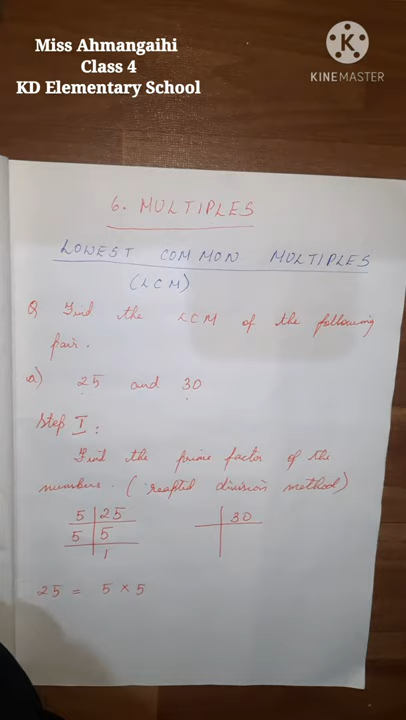 Miss Ahmangaihi
Class 4
KD Elementary School
K
KINEMASTER
6. MULTIPLES
LOWEST COMMON MULTIPLES
(LCM)
Q Find the LCM of the following
pair.
a) 25 and 30
Step I:
Find the prime factor of the
numbers. (reapted division method)
5 | 25
5 | 5
1
30
25 = 5 × 5